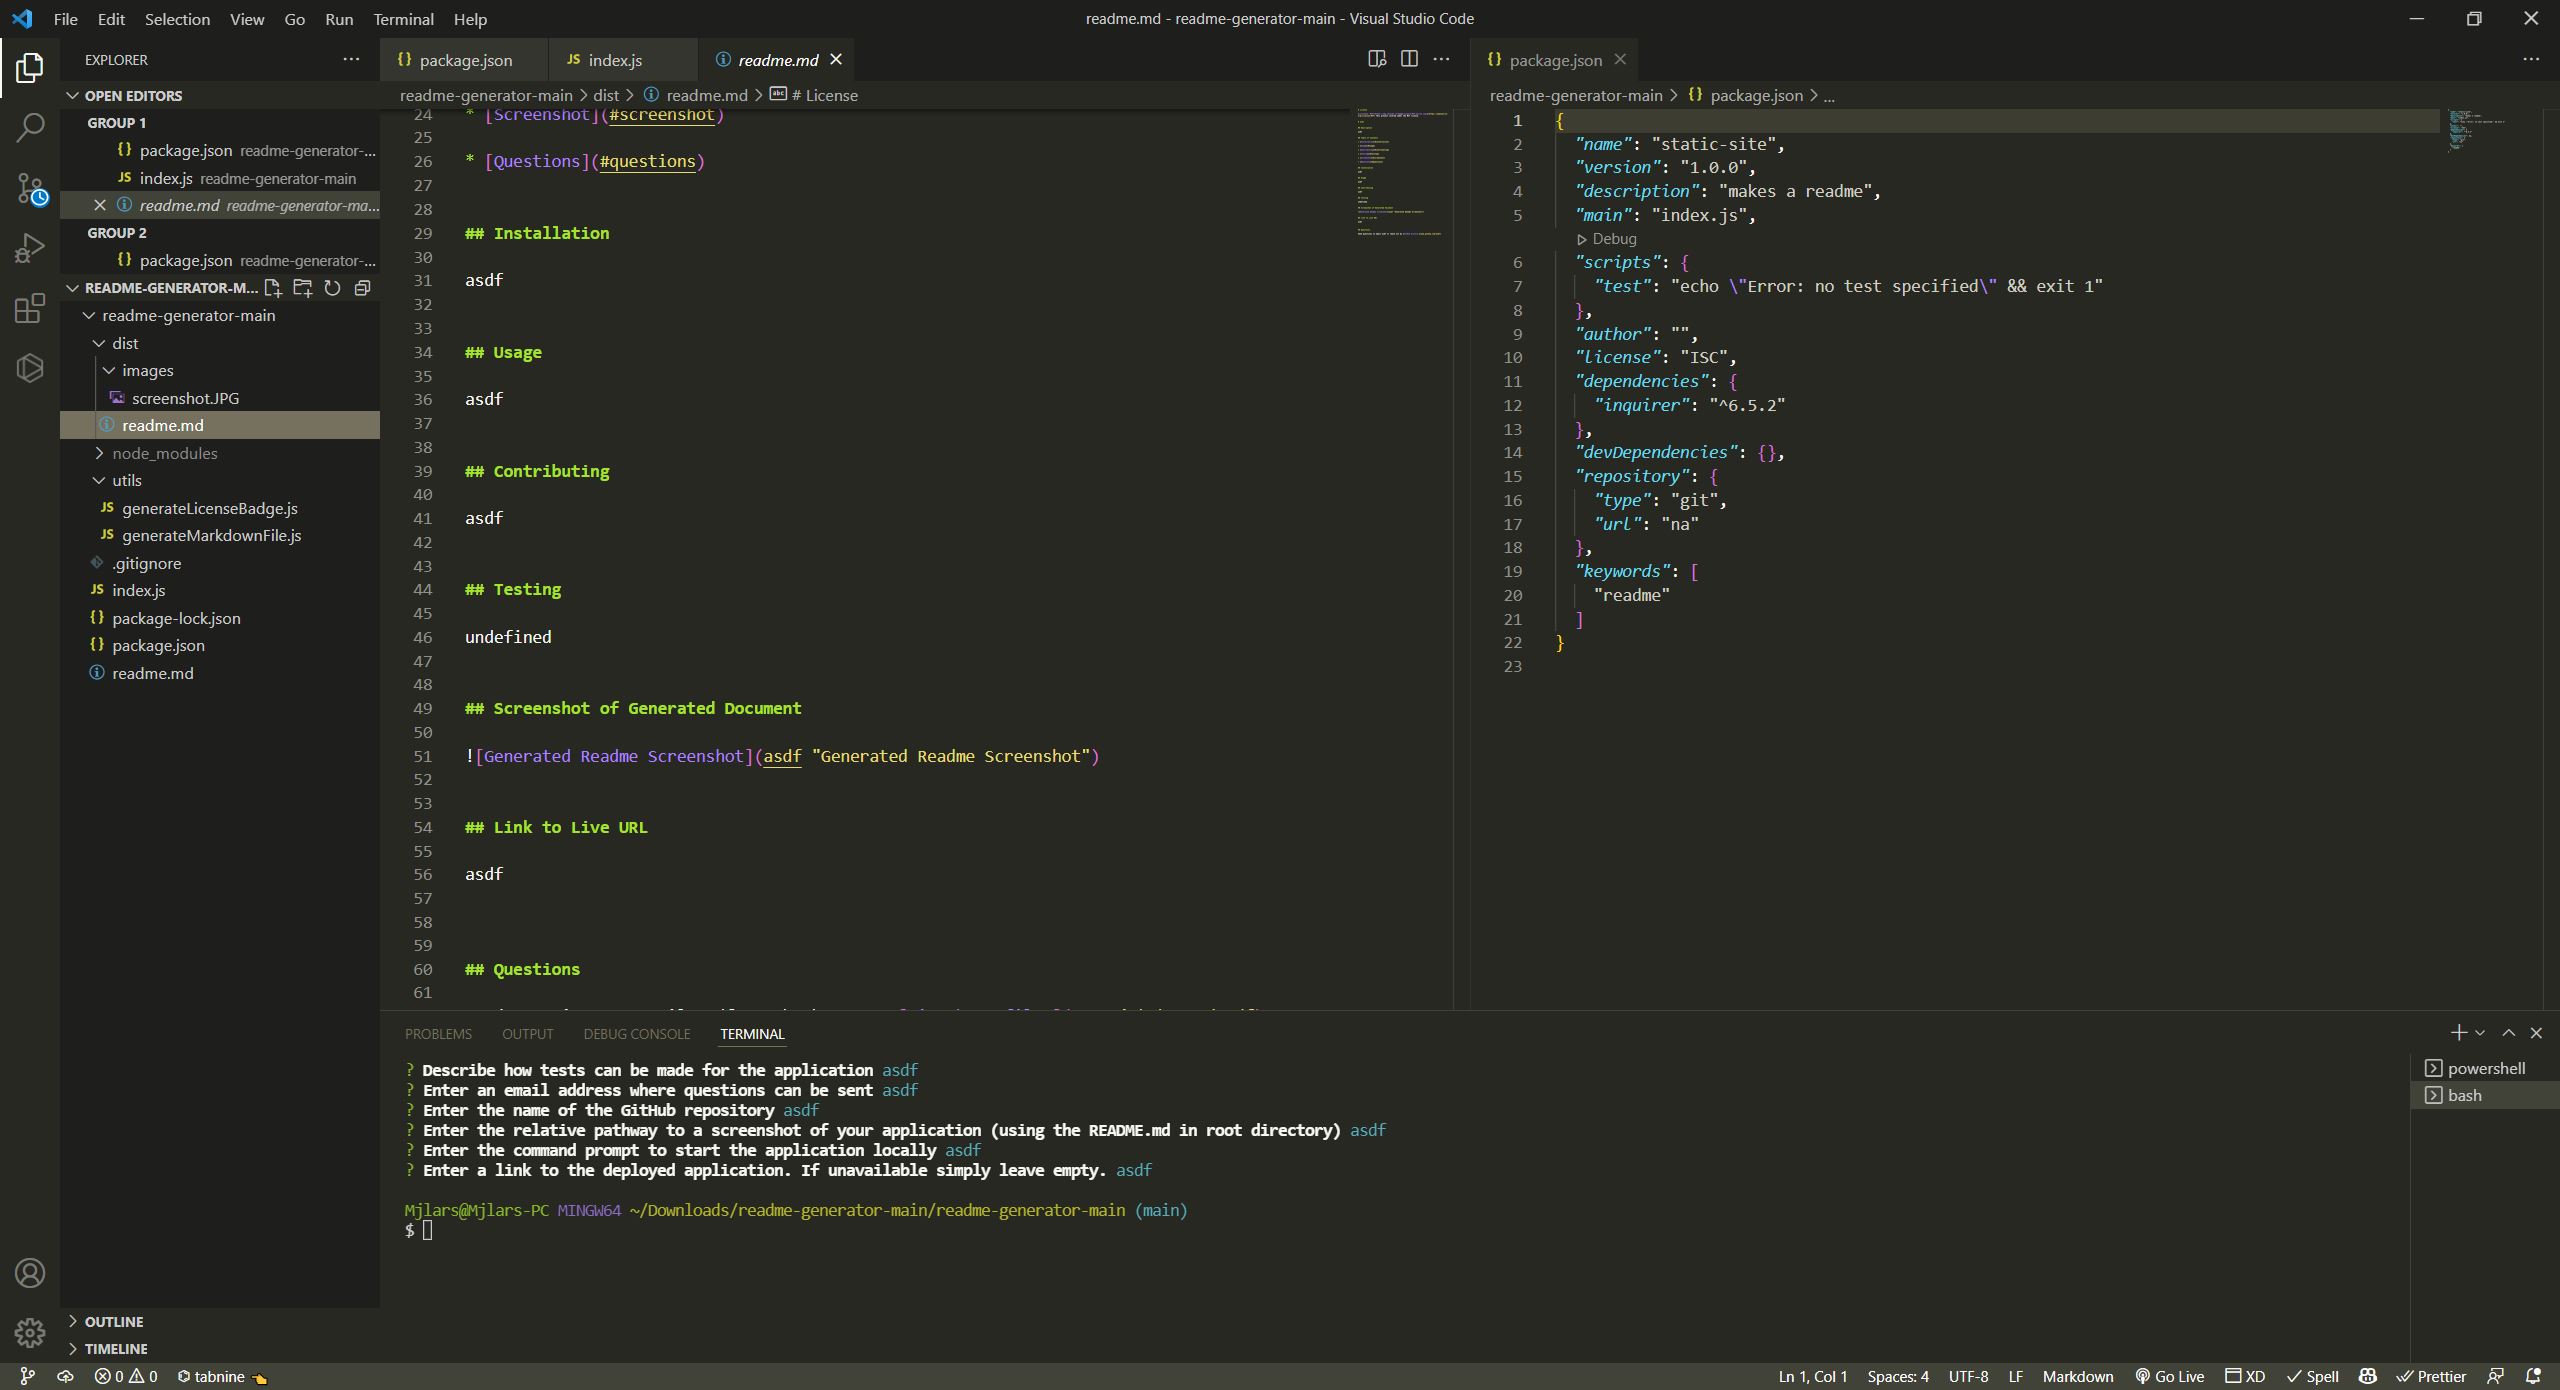 File Edit Selection View Go Run Terminal Help
readme.md - readme-generator-main - Visual Studio Code
EXPLORER
OPEN EDITORS
GROUP 1
package.json readme-generator-...
index.js readme-generator-main
readme.md readme-generator-ma...
GROUP 2
package.json readme-generator-...
README-GENERATOR-M...
readme-generator-main
dist
images
screenshot.JPG
readme.md
node_modules
utils
JS generateLicenseBadge.js
JS generateMarkdownFile.js
.gitignore
JS index.js
{} package-lock.json
{} package.json
readme.md
OUTLINE
TIMELINE
{} package.json JS index.js readme.md
readme-generator-main > dist > readme.md > # License
24 * [Screenshot](#screenshot)
25
26 * [Questions](#questions)
27
28
29 ## Installation
30
31 asdf
32
33
34 ## Usage
35
36 asdf
37
38
39 ## Contributing
40
41 asdf
42
43
44 ## Testing
45
46 undefined
47
48
49 ## Screenshot of Generated Document
50
51 ![Generated Readme Screenshot](asdf "Generated Readme Screenshot")
52
53
54 ## Link to Live URL
55
56 asdf
57
58
59
60 ## Questions
61
{} package.json
readme-generator-main > {} package.json > ...
1 {
2 "name": "static-site",
3 "version": "1.0.0",
4 "description": "makes a readme",
5 "main": "index.js",
Debug
6 "scripts": {
7 "test": "echo \"Error: no test specified\" && exit 1"
8 },
9 "author": "",
10 "license": "ISC",
11 "dependencies": {
12 "inquirer": "^6.5.2"
13 },
14 "devDependencies": {},
15 "repository": {
16 "type": "git",
17 "url": "na"
18 },
19 "keywords": [
20 "readme"
21 ]
22 }
23
PROBLEMS OUTPUT DEBUG CONSOLE TERMINAL
? Describe how tests can be made for the application asdf
? Enter an email address where questions can be sent asdf
? Enter the name of the GitHub repository asdf
? Enter the relative pathway to a screenshot of your application (using the README.md in root directory) asdf
? Enter the command prompt to start the application locally asdf
? Enter a link to the deployed application. If unavailable simply leave empty. asdf
Mjlars@Mjlars-PC MINGW64 ~/Downloads/readme-generator-main/readme-generator-main (main)
$
powershell
bash
0 0 tabnine
Ln 1, Col 1 Spaces: 4 UTF-8 LF Markdown Go Live XD Spell Prettier